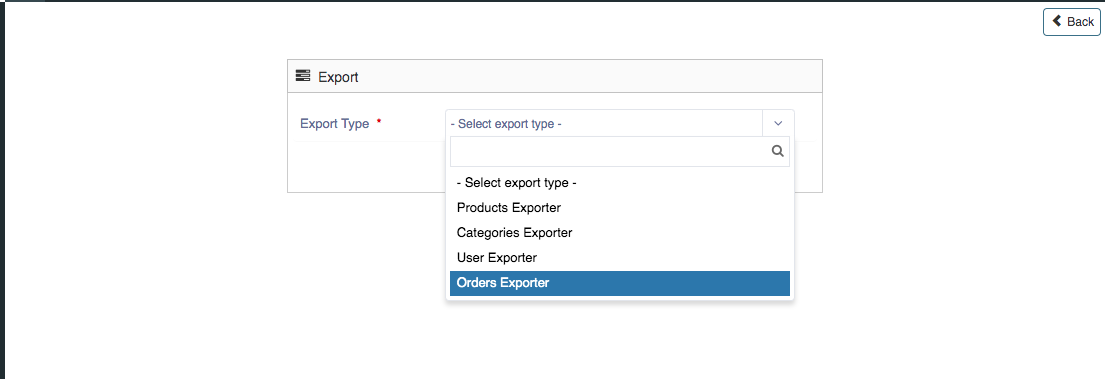 Back
Export
Export Type * - Select export type -
- Select export type -
Products Exporter
Categories Exporter
User Exporter
Orders Exporter